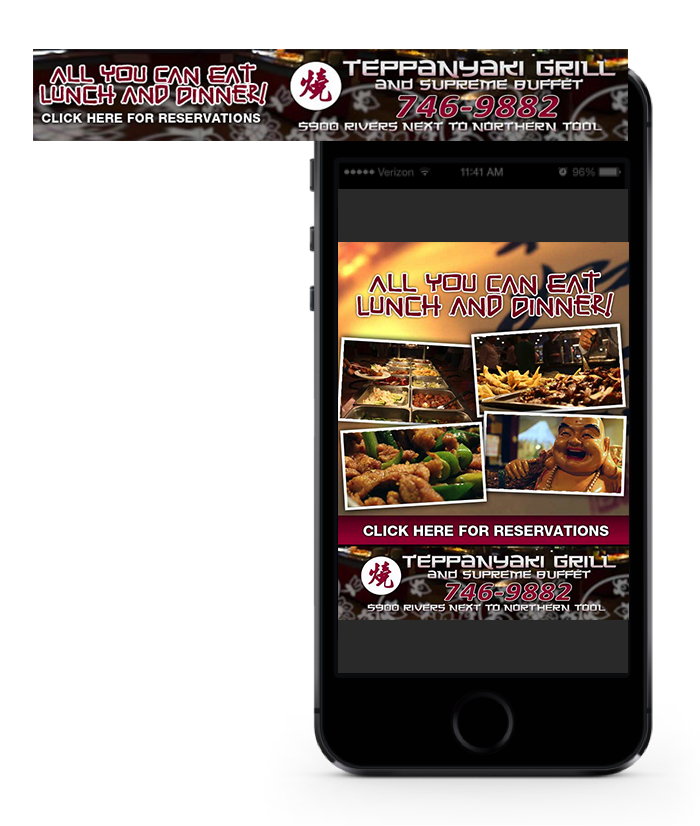 ALL YOU CAN EAT
LUNCH AND DINNER!
CLICK HERE FOR RESERVATIONS
燒
TEPPANYAKI GRILL
AND SUPREME BUFFET
746-9882
5900 RIVERS NEXT TO NORTHERN TOOL
Verizon 11:41 AM 96%
ALL YOU CAN EAT
LUNCH AND DINNER!
CLICK HERE FOR RESERVATIONS
燒
TEPPANYAKI GRILL
AND SUPREME BUFFET
746-9882
5900 RIVERS NEXT TO NORTHERN TOOL